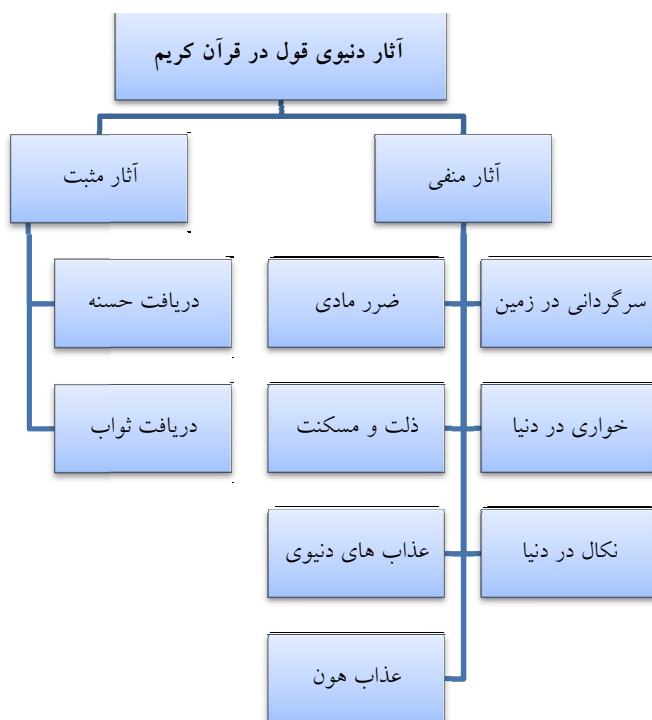 آثار دنیوی قول در قرآن کریم
آثار منفی
آثار مثبت
سرگردانی در زمین
ضرر مادی
دریافت حسنه
خواری در دنیا
ذلت و مسکنت
دریافت ثواب
نکال در دنیا
عذاب های دنیوی
عذاب هون